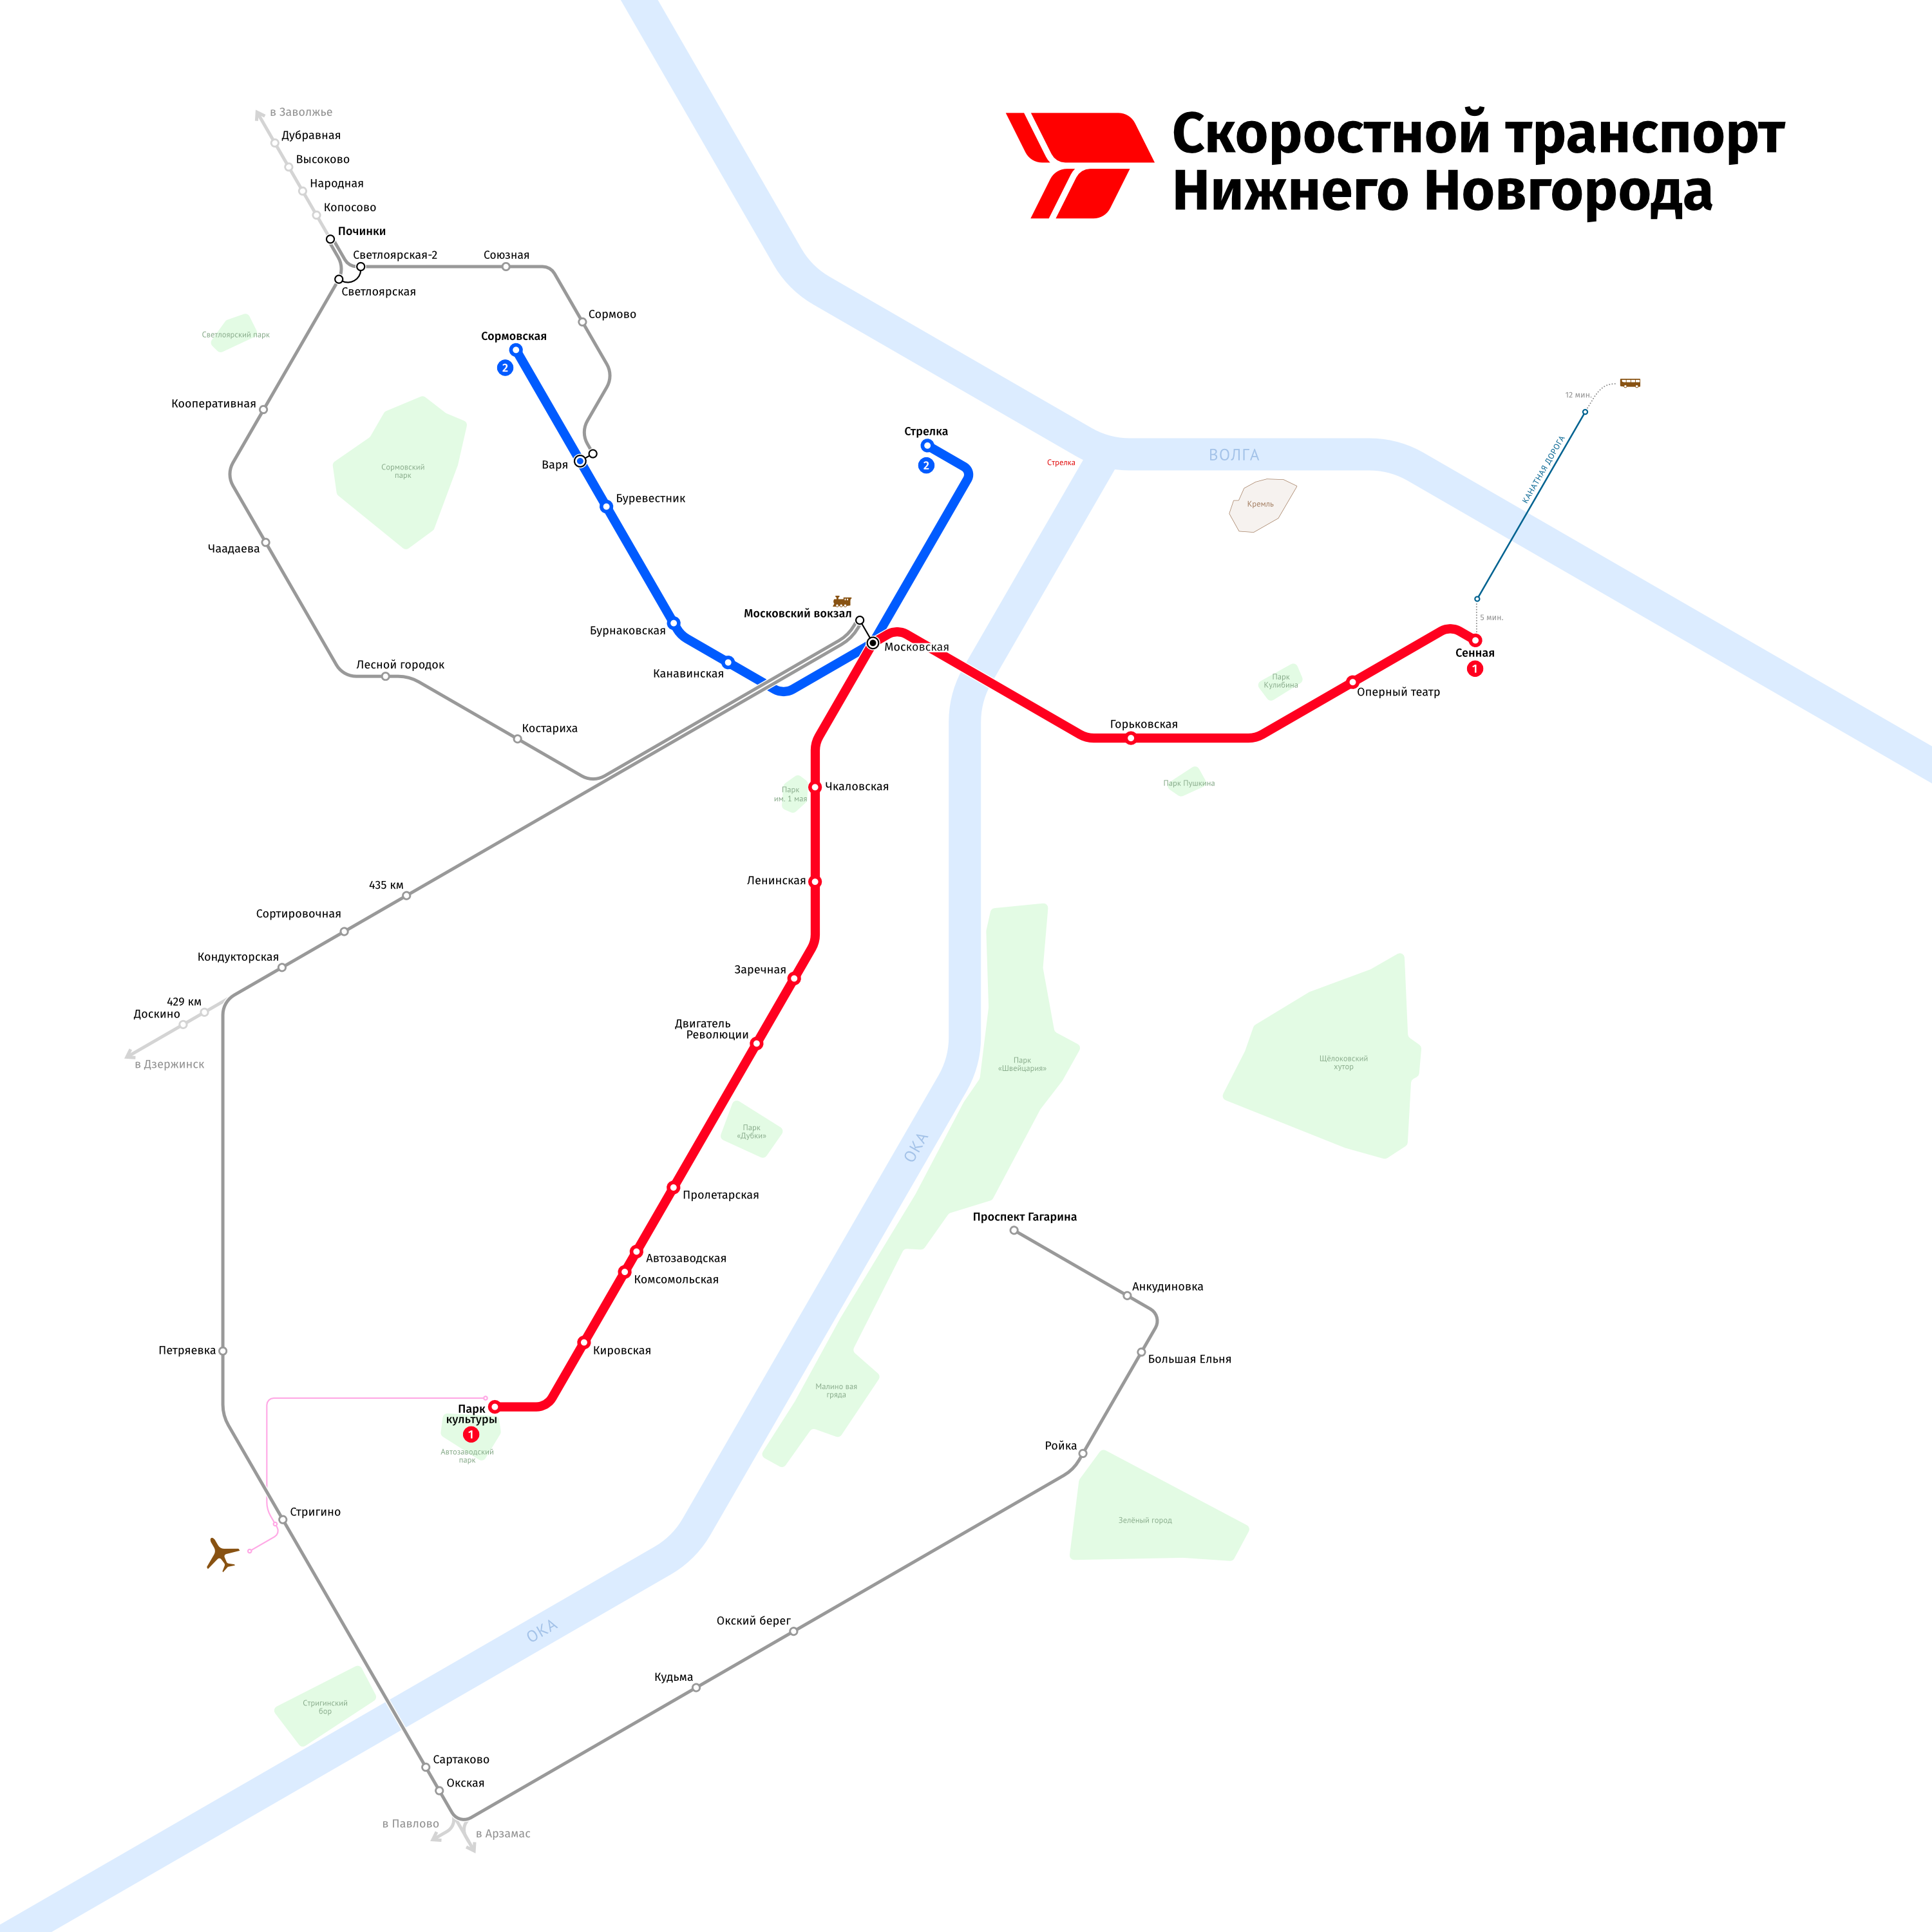 Скоростной транспорт
Нижнего Новгорода
в Заволжье
Дубравная
Высоково
Народная
Копосово
Починки
Светлоярская-2
Союзная
Светлоярская
Сормово
Светлоярский парк
Сормовская
2
Кооперативная
Сормовский
парк
Варя
Буревестник
Чаадаева
Стрелка
2
Стрелка
ВОЛГА
Кремль
12 мин.
КАНАТНАЯ ДОРОГА
5 мин.
Московский вокзал
Бурнаковская
Московская
Канавинская
Сенная
1
Лесной городок
Парк
Кулибина
Оперный театр
Костариха
Горьковская
Чкаловская
Парк
им. 1 мая
Парк Пушкина
Ленинская
435 км
Сортировочная
Кондукторская
Заречная
429 км
Доскино
в Дзержинск
Двигатель
Революции
Парк
«Швейцария»
Щёлоковский
хутор
Парк
«Дубки»
ОКА
Пролетарская
Проспект Гагарина
Автозаводская
Комсомольская
Анкудиновка
Петряевка
Кировская
Большая Ельня
Малино вая
гряда
Парк
культуры
1
Автозаводский
парк
Ройка
Стригино
Зелёный город
ОКА
Окский берег
Кудьма
Стригинский
бор
Сартаково
Окская
в Павлово
в Арзамас